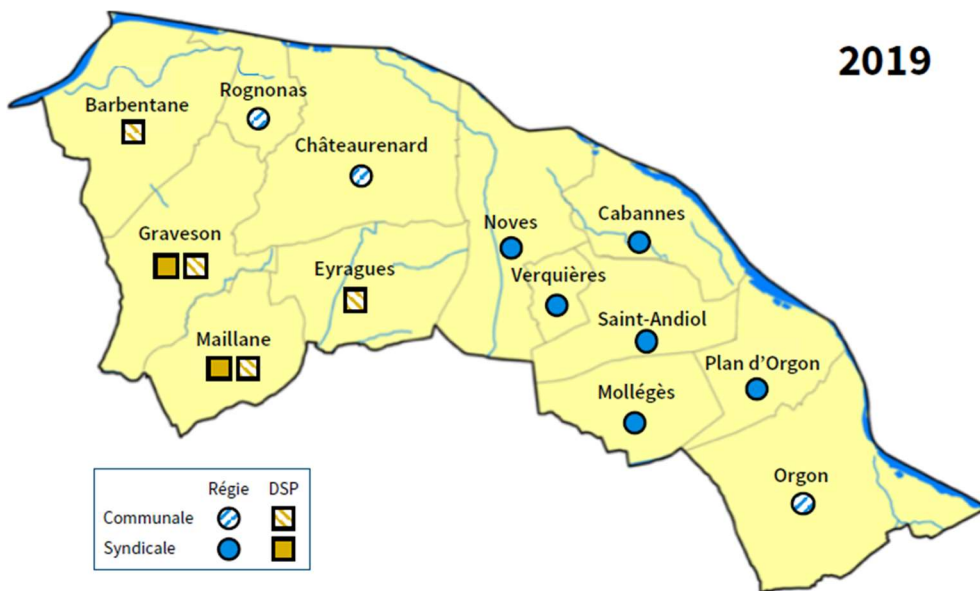 2019
Barbentane
Rognonas
Châteaurenard
Graveson
Eyragues
Noves
Cabannes
Verquières
Maillane
Saint-Andiol
Plan d'Orgon
Mollégès
Orgon
Régie DSP
Communale
Syndicale